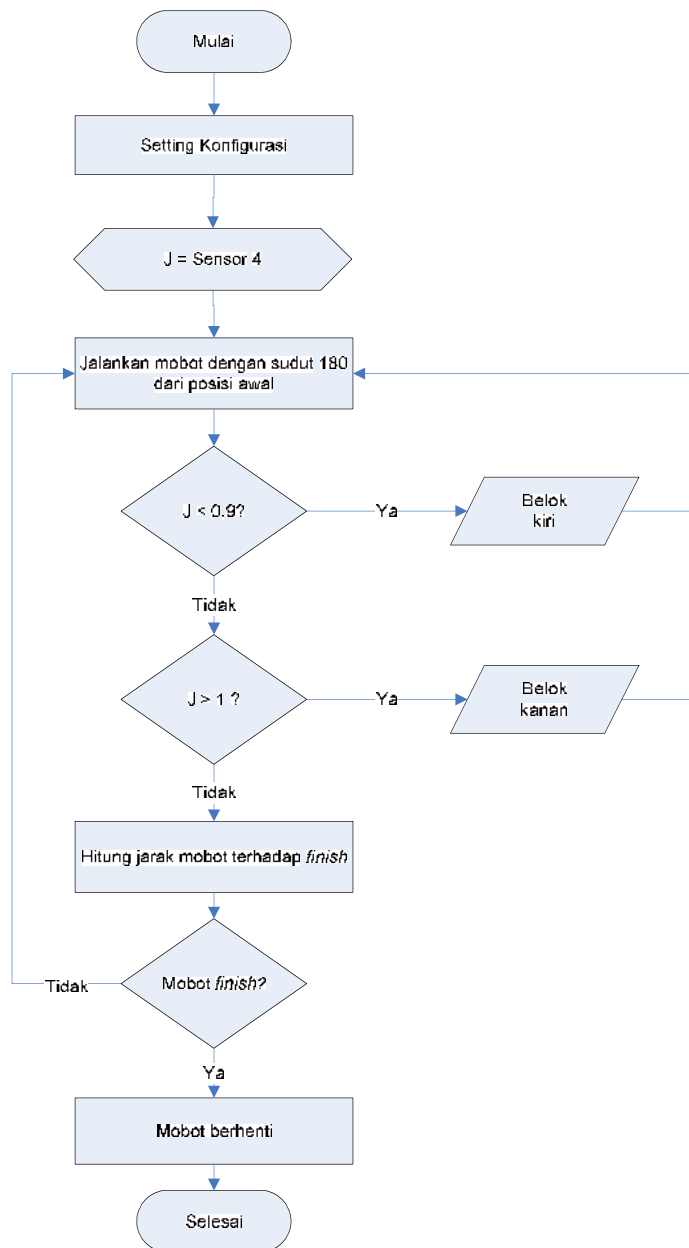 Mulai
Setting Konfigurasi
J = Sensor 4
Jalankan mobot dengan sudut 180
dari posisi awal
J < 0.9?
Ya
Belok
kiri
Tidak
J > 1 ?
Ya
Belok
kanan
Tidak
Hitung jarak mobot terhadap finish
Mobot finish?
Tidak
Ya
Mobot berhenti
Selesai